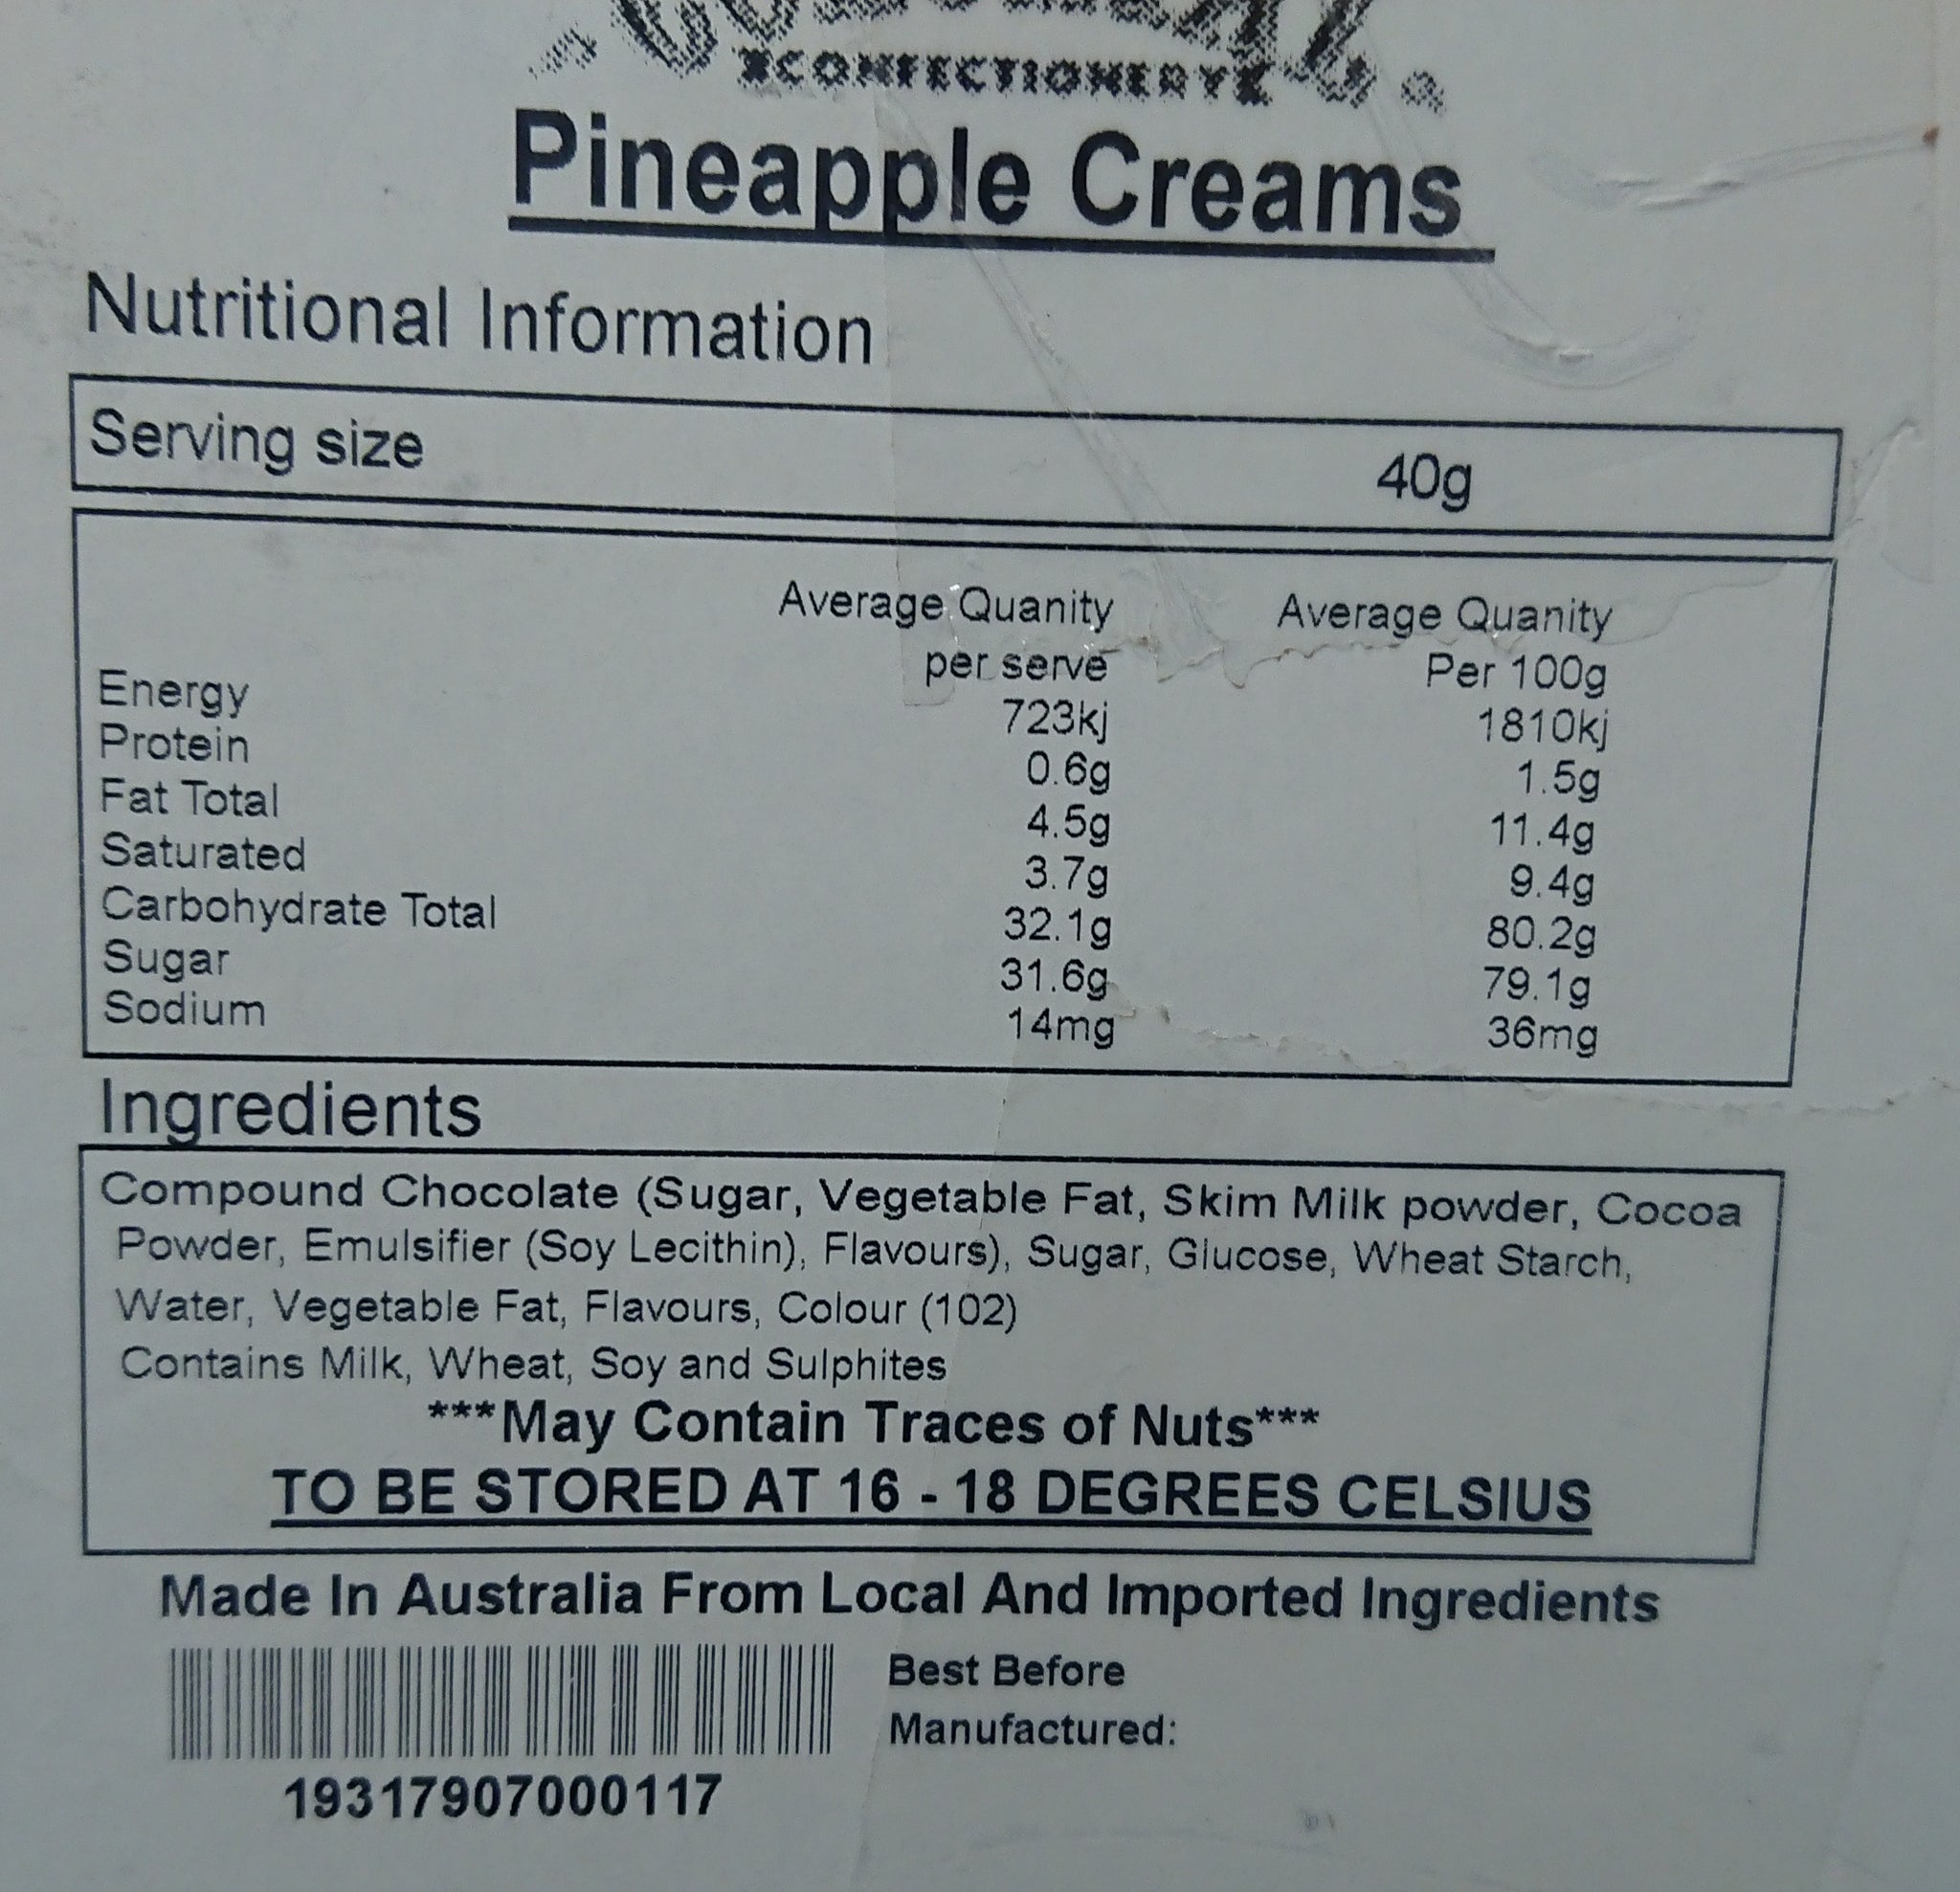 CONFECTIONERY
Pineapple Creams
Nutritional Information
Serving size 40g
Average Quanity Average Quanity
per serve Per 100g
Energy 723kj 1810kj
Protein 0.6g 1.5g
Fat Total 4.5g 11.4g
Saturated 3.7g 9.4g
Carbohydrate Total 32.1g 80.2g
Sugar 31.6g 79.1g
Sodium 14mg 36mg
Ingredients
Compound Chocolate (Sugar, Vegetable Fat, Skim Milk powder, Cocoa
Powder, Emulsifier (Soy Lecithin), Flavours), Sugar, Glucose, Wheat Starch,
Water, Vegetable Fat, Flavours, Colour (102)
Contains Milk, Wheat, Soy and Sulphites
***May Contain Traces of Nuts***
TO BE STORED AT 16 - 18 DEGREES CELSIUS
Made In Australia From Local And Imported Ingredients
Best Before
Manufactured:
19317907000117